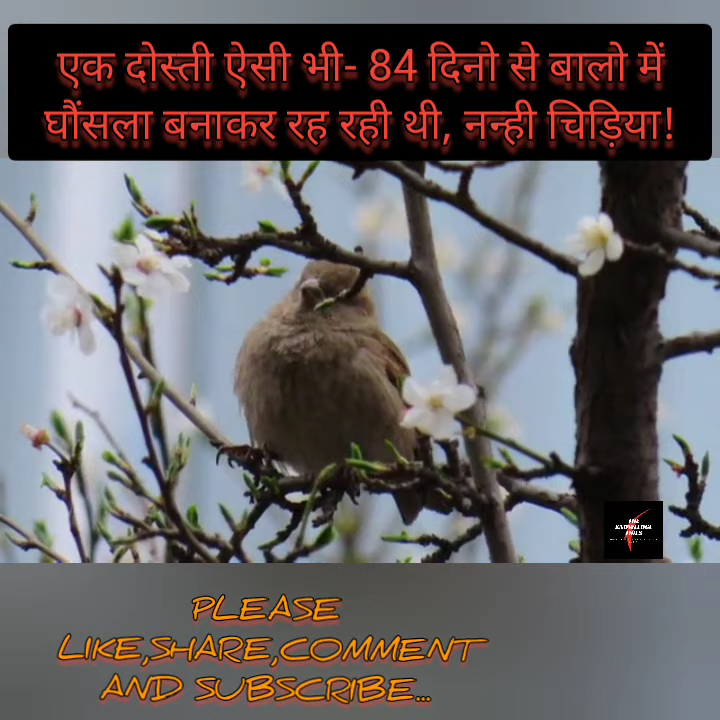 एक दोस्ती ऐसी भी- 84 दिनो से बालो में
घौंसला बनाकर रह रही थी, नन्ही चिड़िया!
PLEASE
LIKE,SHARE,COMMENT
AND SUBSCRIBE...